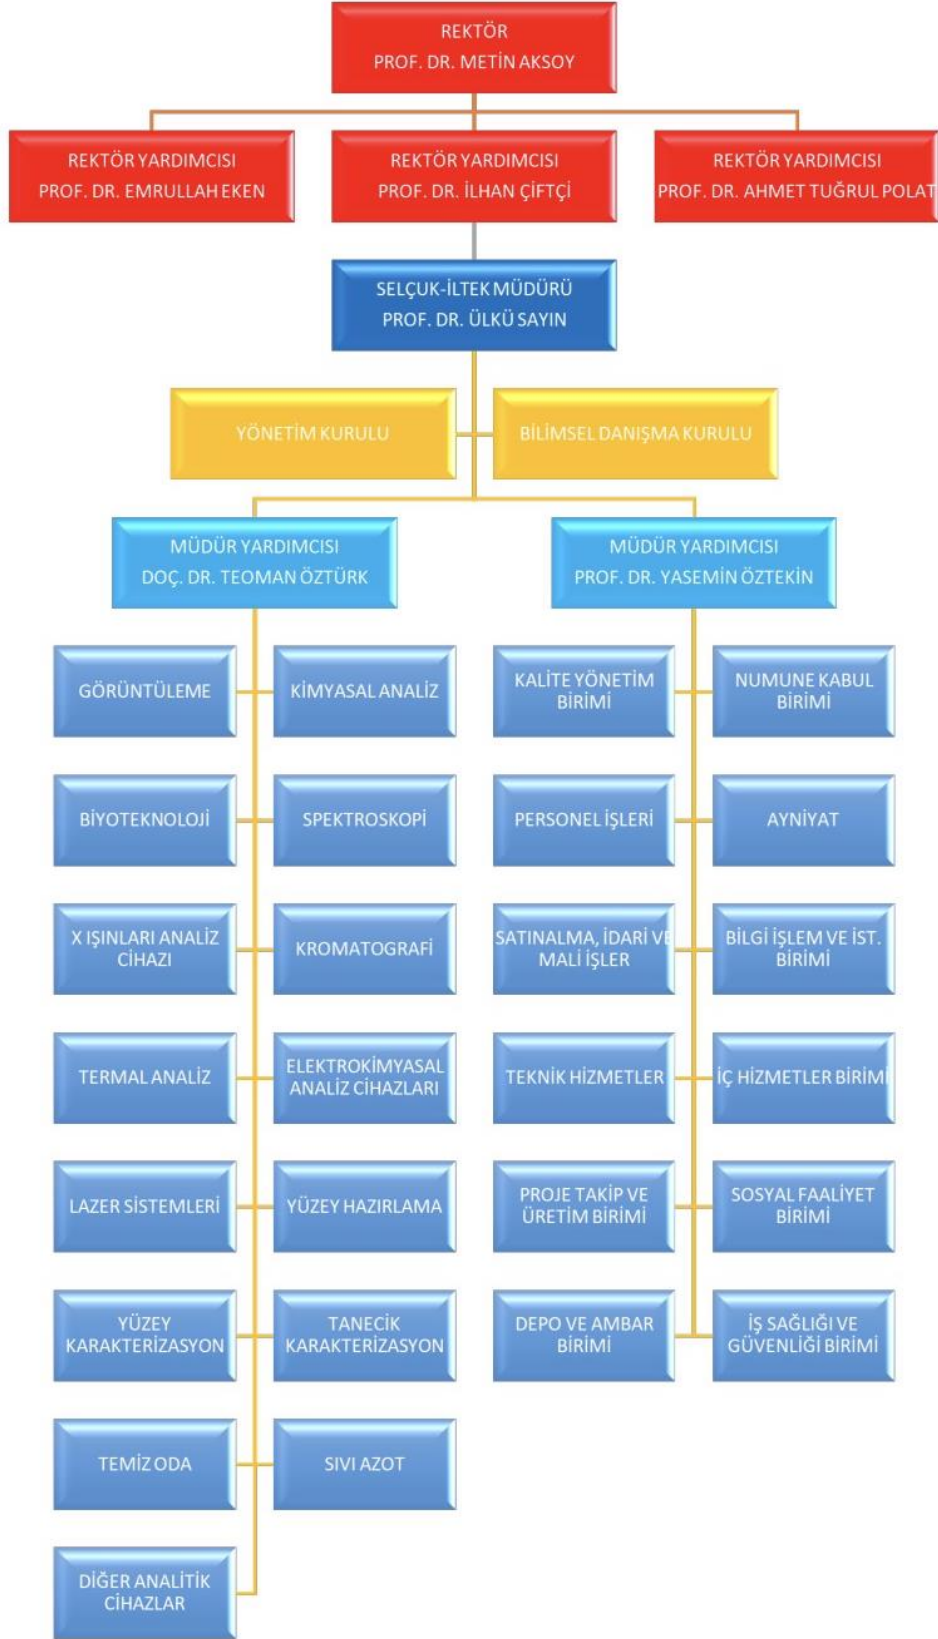 REKTÖR
PROF. DR. METİN AKSOY
REKTÖR YARDIMCISI
PROF. DR. EMRULLAH EKEN
REKTÖR YARDIMCISI
PROF. DR. İLHAN ÇİFTÇİ
REKTÖR YARDIMCISI
PROF. DR. AHMET TUĞRUL POLAT
SELÇUK-İLTEK MÜDÜRÜ
PROF. DR. ÜLKÜ SAYIN
YÖNETİM KURULU
BİLİMSEL DANIŞMA KURULU
MÜDÜR YARDIMCISI
DOÇ. DR. TEOMAN ÖZTÜRK
MÜDÜR YARDIMCISI
PROF. DR. YASEMİN ÖZTEKİN
GÖRÜNTÜLEME
KİMYASAL ANALİZ
KALİTE YÖNETİM
BİRİMİ
NUMUNE KABUL
BİRİMİ
BİYOTEKNOLOJİ
SPEKTROSKOPİ
PERSONEL İŞLERİ
AYNİYAT
X IŞINLARI ANALİZ
CİHAZI
KROMATOGRAFİ
SATINALMA, İDARİ VE
MALİ İŞLER
BİLGİ İŞLEM VE İST.
BİRİMİ
TERMAL ANALİZ
ELEKTROKİMYASAL
ANALİZ CİHAZLARI
TEKNİK HİZMETLER
İÇ HİZMETLER BİRİMİ
LAZER SİSTEMLERİ
YÜZEY HAZIRLAMA
PROJE TAKİP VE
ÜRETİM BİRİMİ
SOSYAL FAALİYET
BİRİMİ
YÜZEY
KARAKTERİZASYON
TANECİK
KARAKTERİZASYON
DEPO VE AMBAR
BİRİMİ
İŞ SAĞLIĞI VE
GÜVENLİĞİ BİRİMİ
TEMİZ ODA
SIVI AZOT
DİĞER ANALİTİK
CİHAZLAR